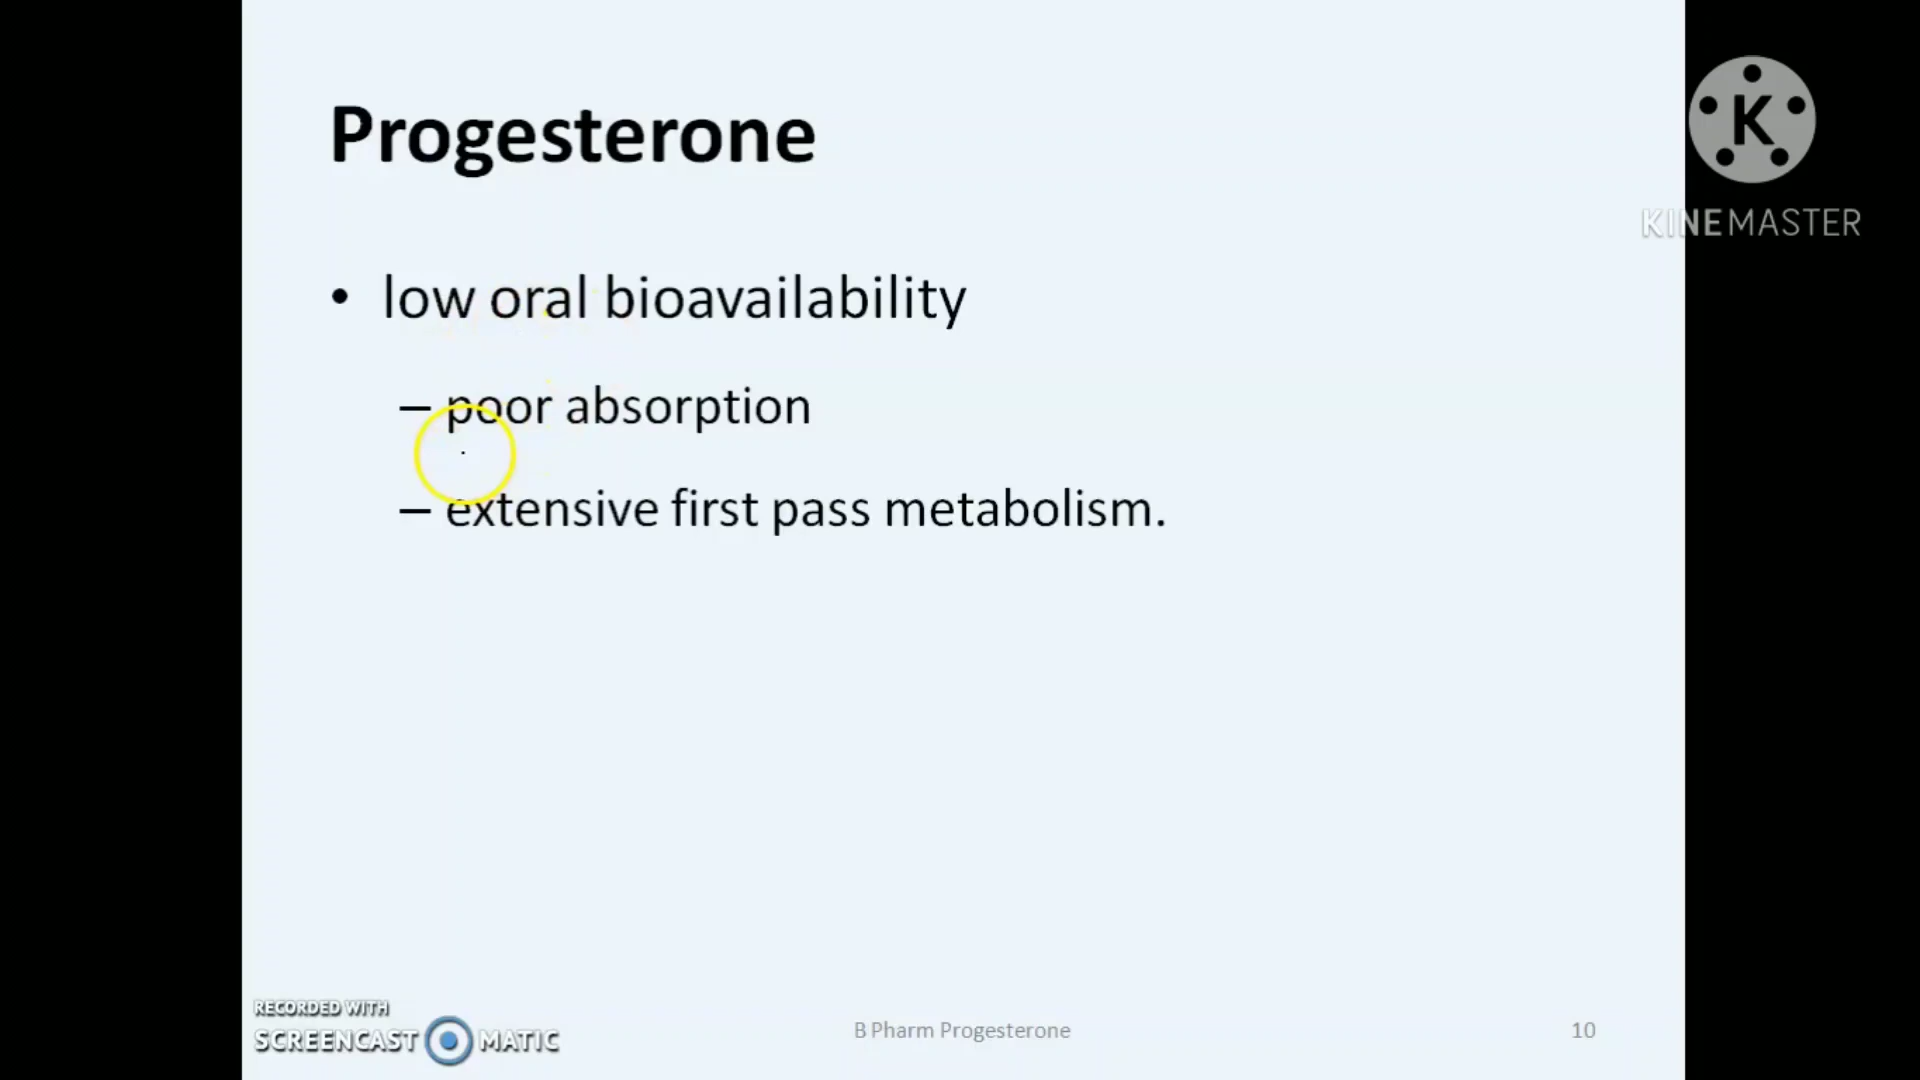 Progesterone
K
KINEMASTER
• low oral bioavailability
– poor absorption
– extensive first pass metabolism.
RECORDED WITH
SCREENCAST MATIC
B Pharm Progesterone
10